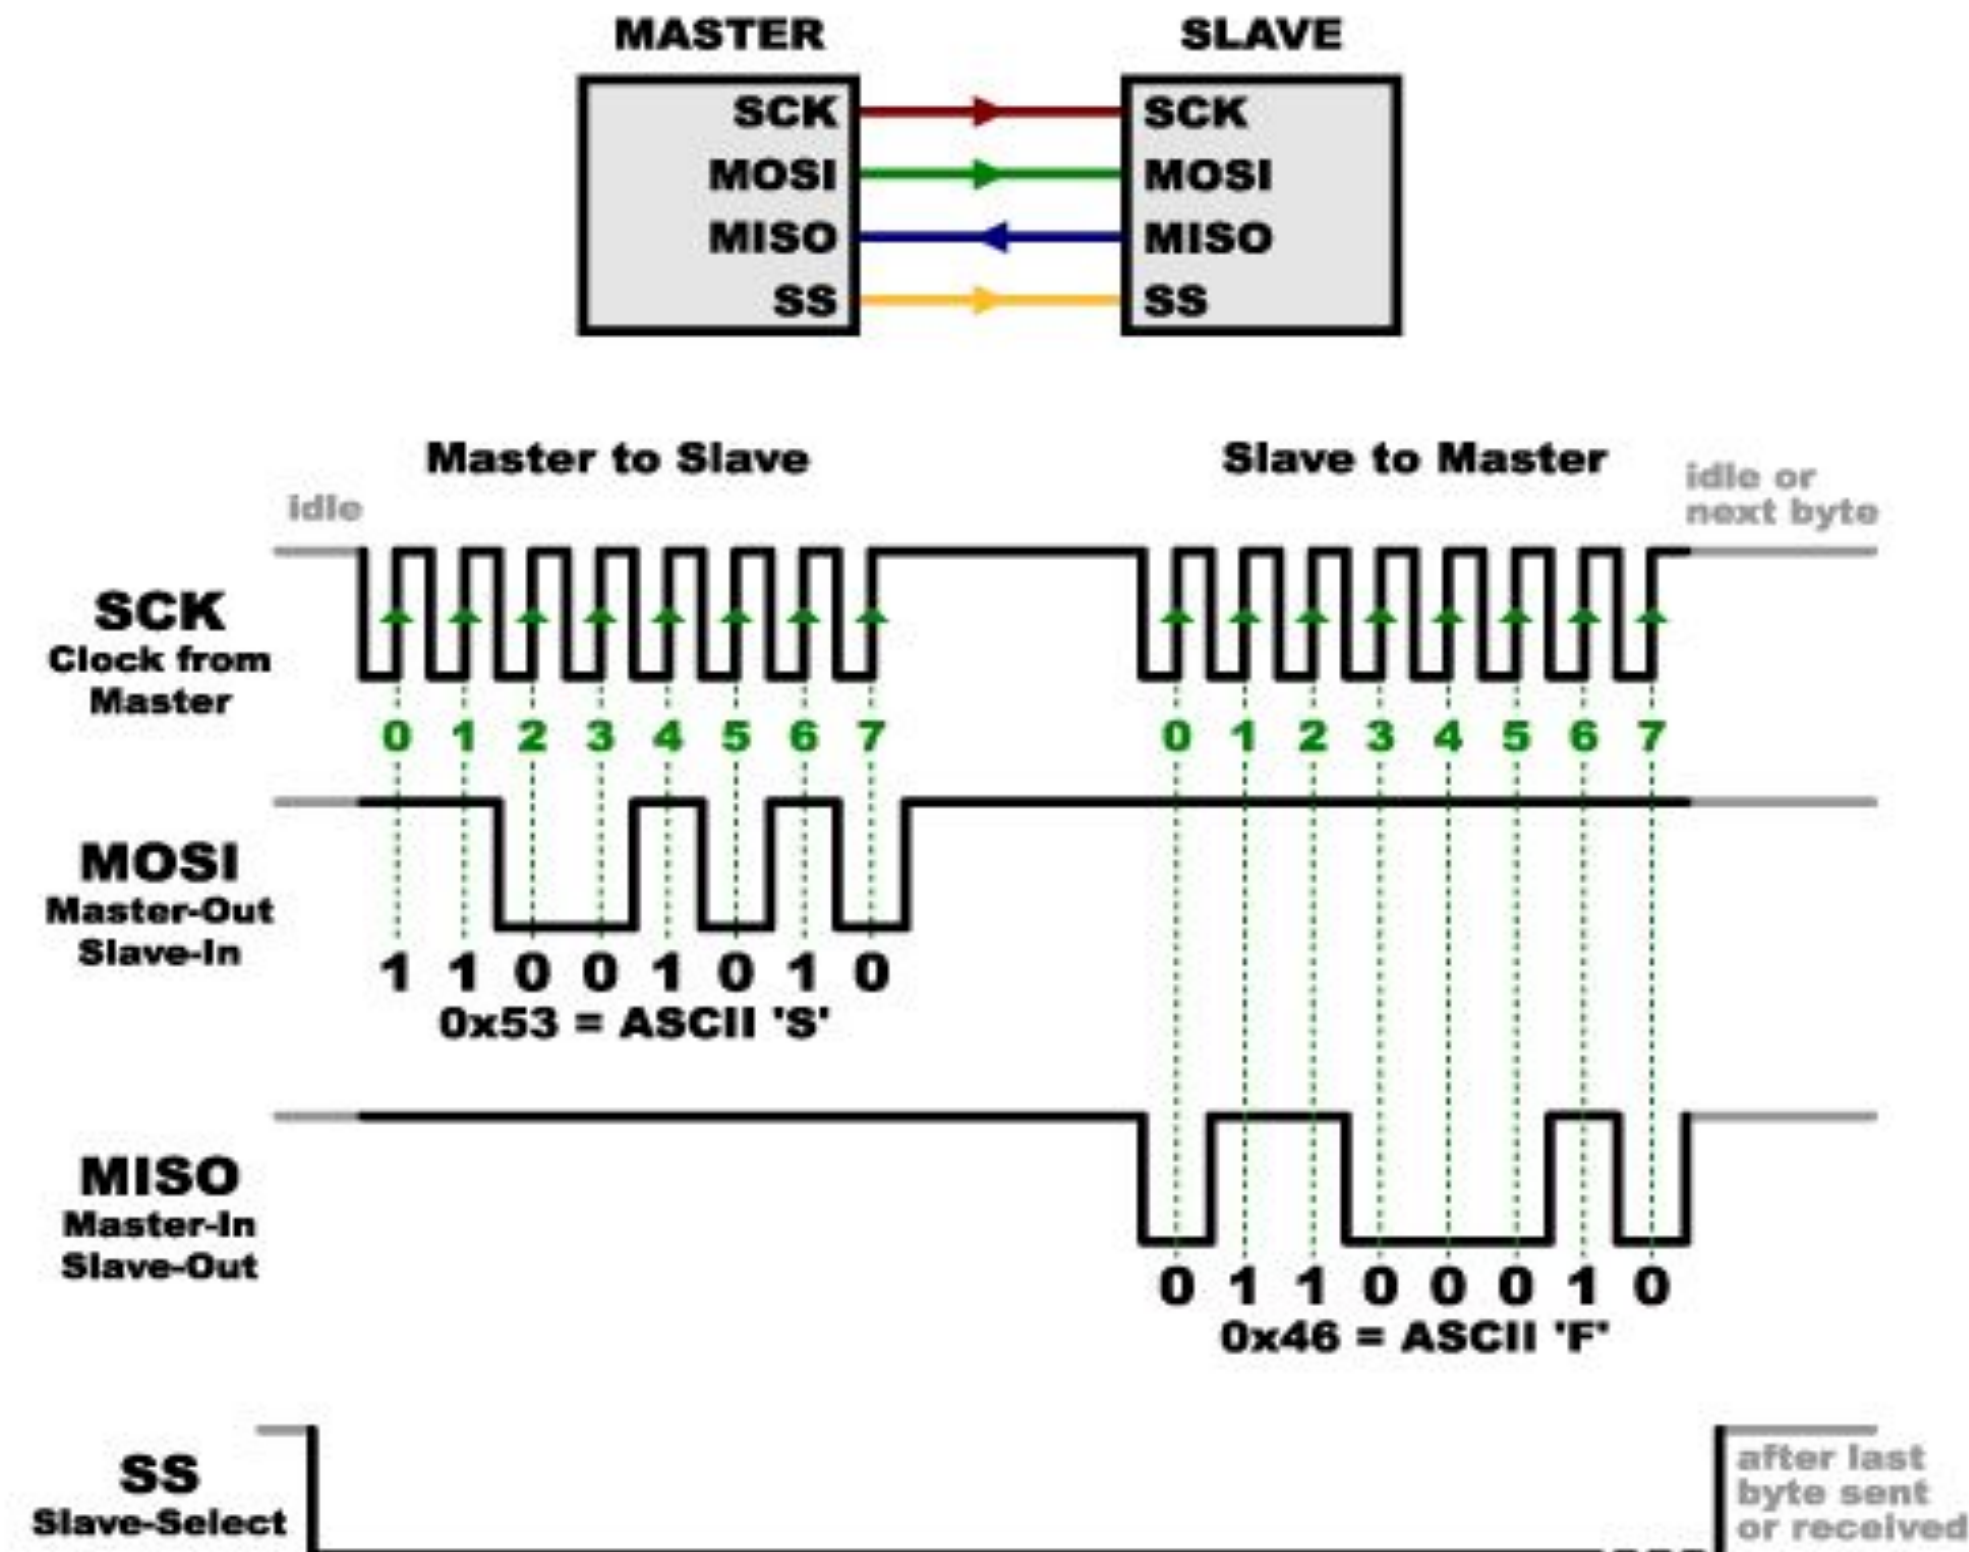 MASTER SLAVE
SCK SCK
MOSI MOSI
MISO MISO
SS SS
Master to Slave Slave to Master
idle
idle or
next byte
SCK
Clock from
Master
0 1 2 3 4 5 6 7 0 1 2 3 4 5 6 7
MOSI
Master-Out
Slave-In
1 1 0 0 1 0 1 0
0x53 = ASCII 'S'
MISO
Master-In
Slave-Out
0 1 1 0 0 0 1 0
0x46 = ASCII 'F'
SS
Slave-Select
after last
byte sent
or received